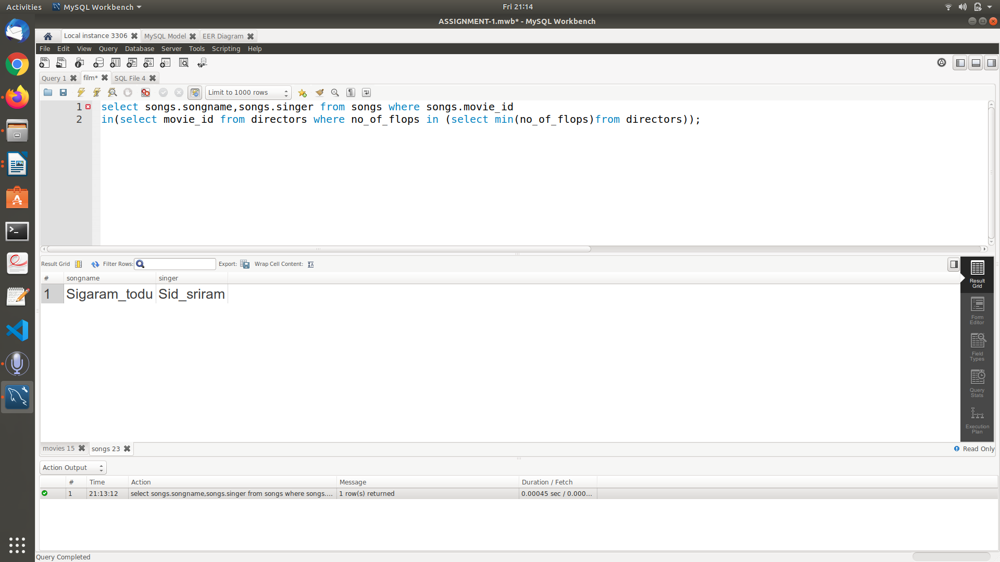 Activities MySQL Workbench Fri 21:14
ASSIGNMENT-1.mwb* - MySQL Workbench
Local instance 3306 MySQL Model EER Diagram
File Edit View Query Database Server Tools Scripting Help
Query 1 film* SQL File 4
Limit to 1000 rows
1 select songs.songname,songs.singer from songs where songs.movie_id
2 in(select movie_id from directors where no_of_flops in (select min(no_of_flops)from directors));
Result Grid Filter Rows: Export: Wrap Cell Content:
# songname singer
1 Sigaram_todu Sid_sriram
Result
Grid
Form
Editor
Field
Types
Query
Stats
Execution
Plan
movies 15 songs 23 Read Only
Action Output
# Time Action Message Duration / Fetch
1 21:13:12 select songs.songname,songs.singer from songs where songs.... 1 row(s) returned 0.00045 sec / 0.000...
Query Completed